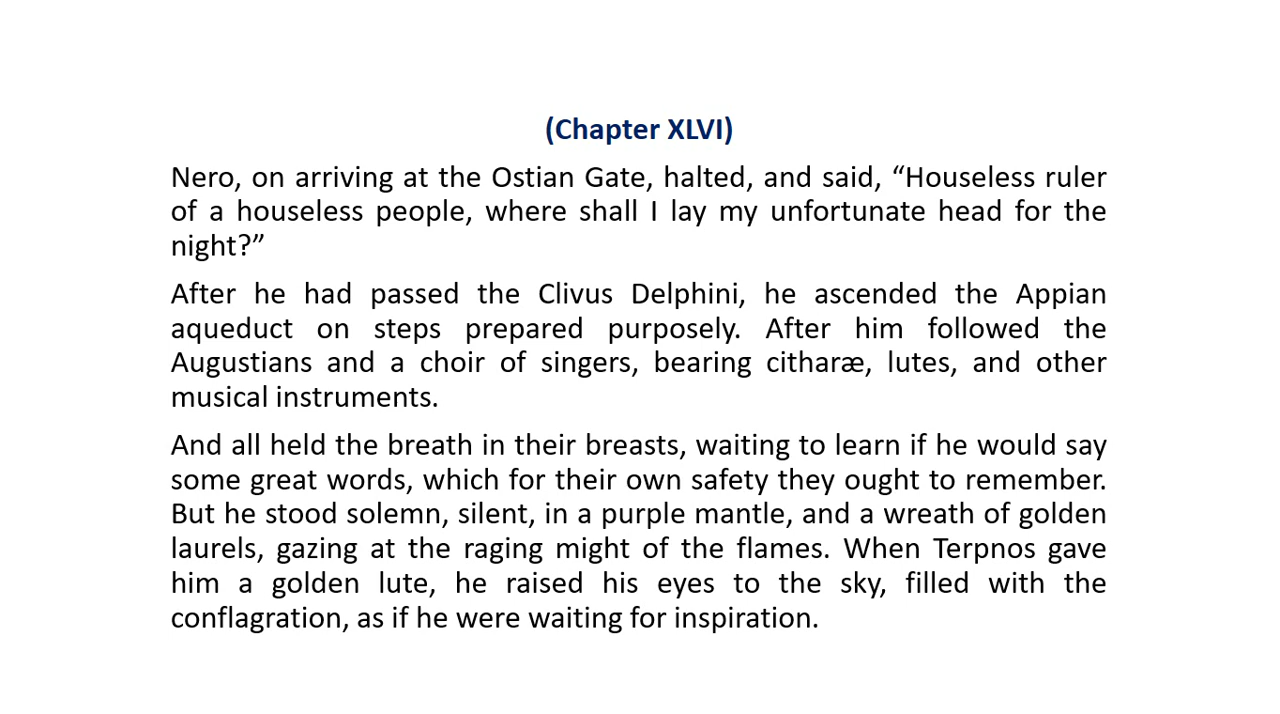 (Chapter XLVI)
Nero, on arriving at the Ostian Gate, halted, and said, “Houseless ruler
of a houseless people, where shall I lay my unfortunate head for the
night?”
After he had passed the Clivus Delphini, he ascended the Appian
aqueduct on steps prepared purposely. After him followed the
Augustians and a choir of singers, bearing citharæ, lutes, and other
musical instruments.
And all held the breath in their breasts, waiting to learn if he would say
some great words, which for their own safety they ought to remember.
But he stood solemn, silent, in a purple mantle, and a wreath of golden
laurels, gazing at the raging might of the flames. When Terpnos gave
him a golden lute, he raised his eyes to the sky, filled with the
conflagration, as if he were waiting for inspiration.